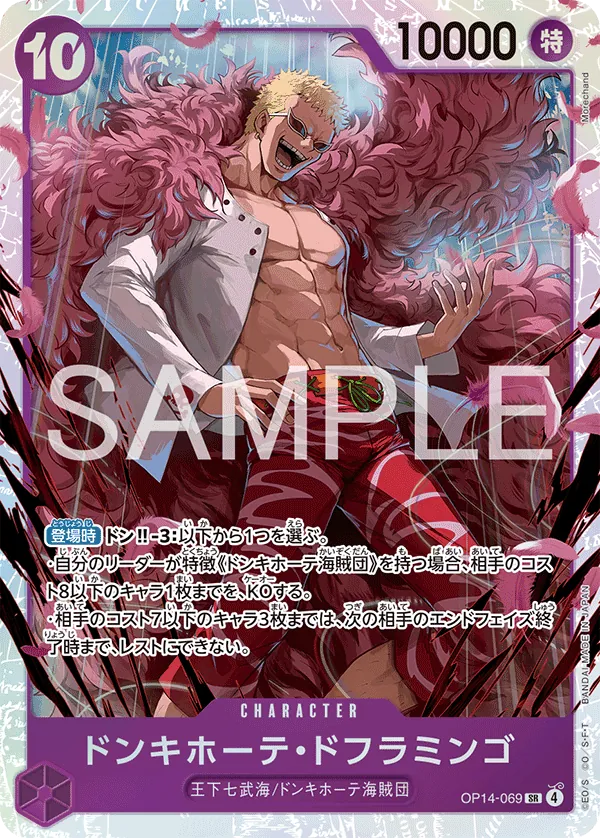 10
10000
特
Morechand
SAMPLE
登場時 ドン!!-3:以下から1つを選ぶ。
・自分のリーダーが特徴《ドンキホーテ海賊団》を持つ場合、相手のコス
ト8以下のキャラ1枚までを、KOする。
・相手のコスト7以下のキャラ3枚までは、次の相手のエンドフェイズ終
了時まで、レストにできない。
CHARACTER
ドンキホーテ・ドフラミンゴ
王下七武海/ドンキホーテ海賊団
OP14-069 SR 4
©E.O/S ©O/S・F・T BANDAI MADE IN JAPAN